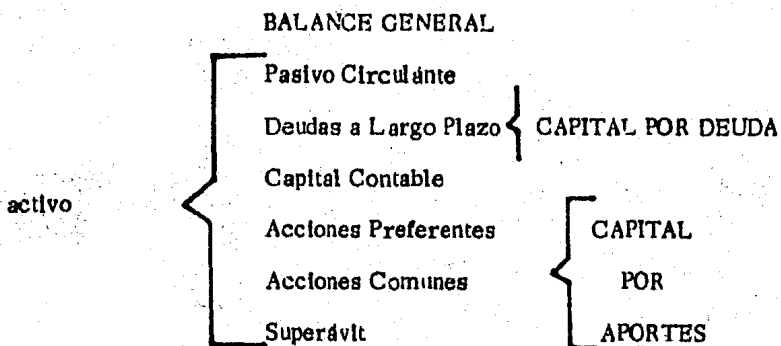 BALANCE GENERAL
Pasivo Circulánte
Deudas a Largo Plazo CAPITAL POR DEUDA
Capital Contable
activo
Acciones Preferentes CAPITAL
Acciones Comunes POR
Superávit APORTES